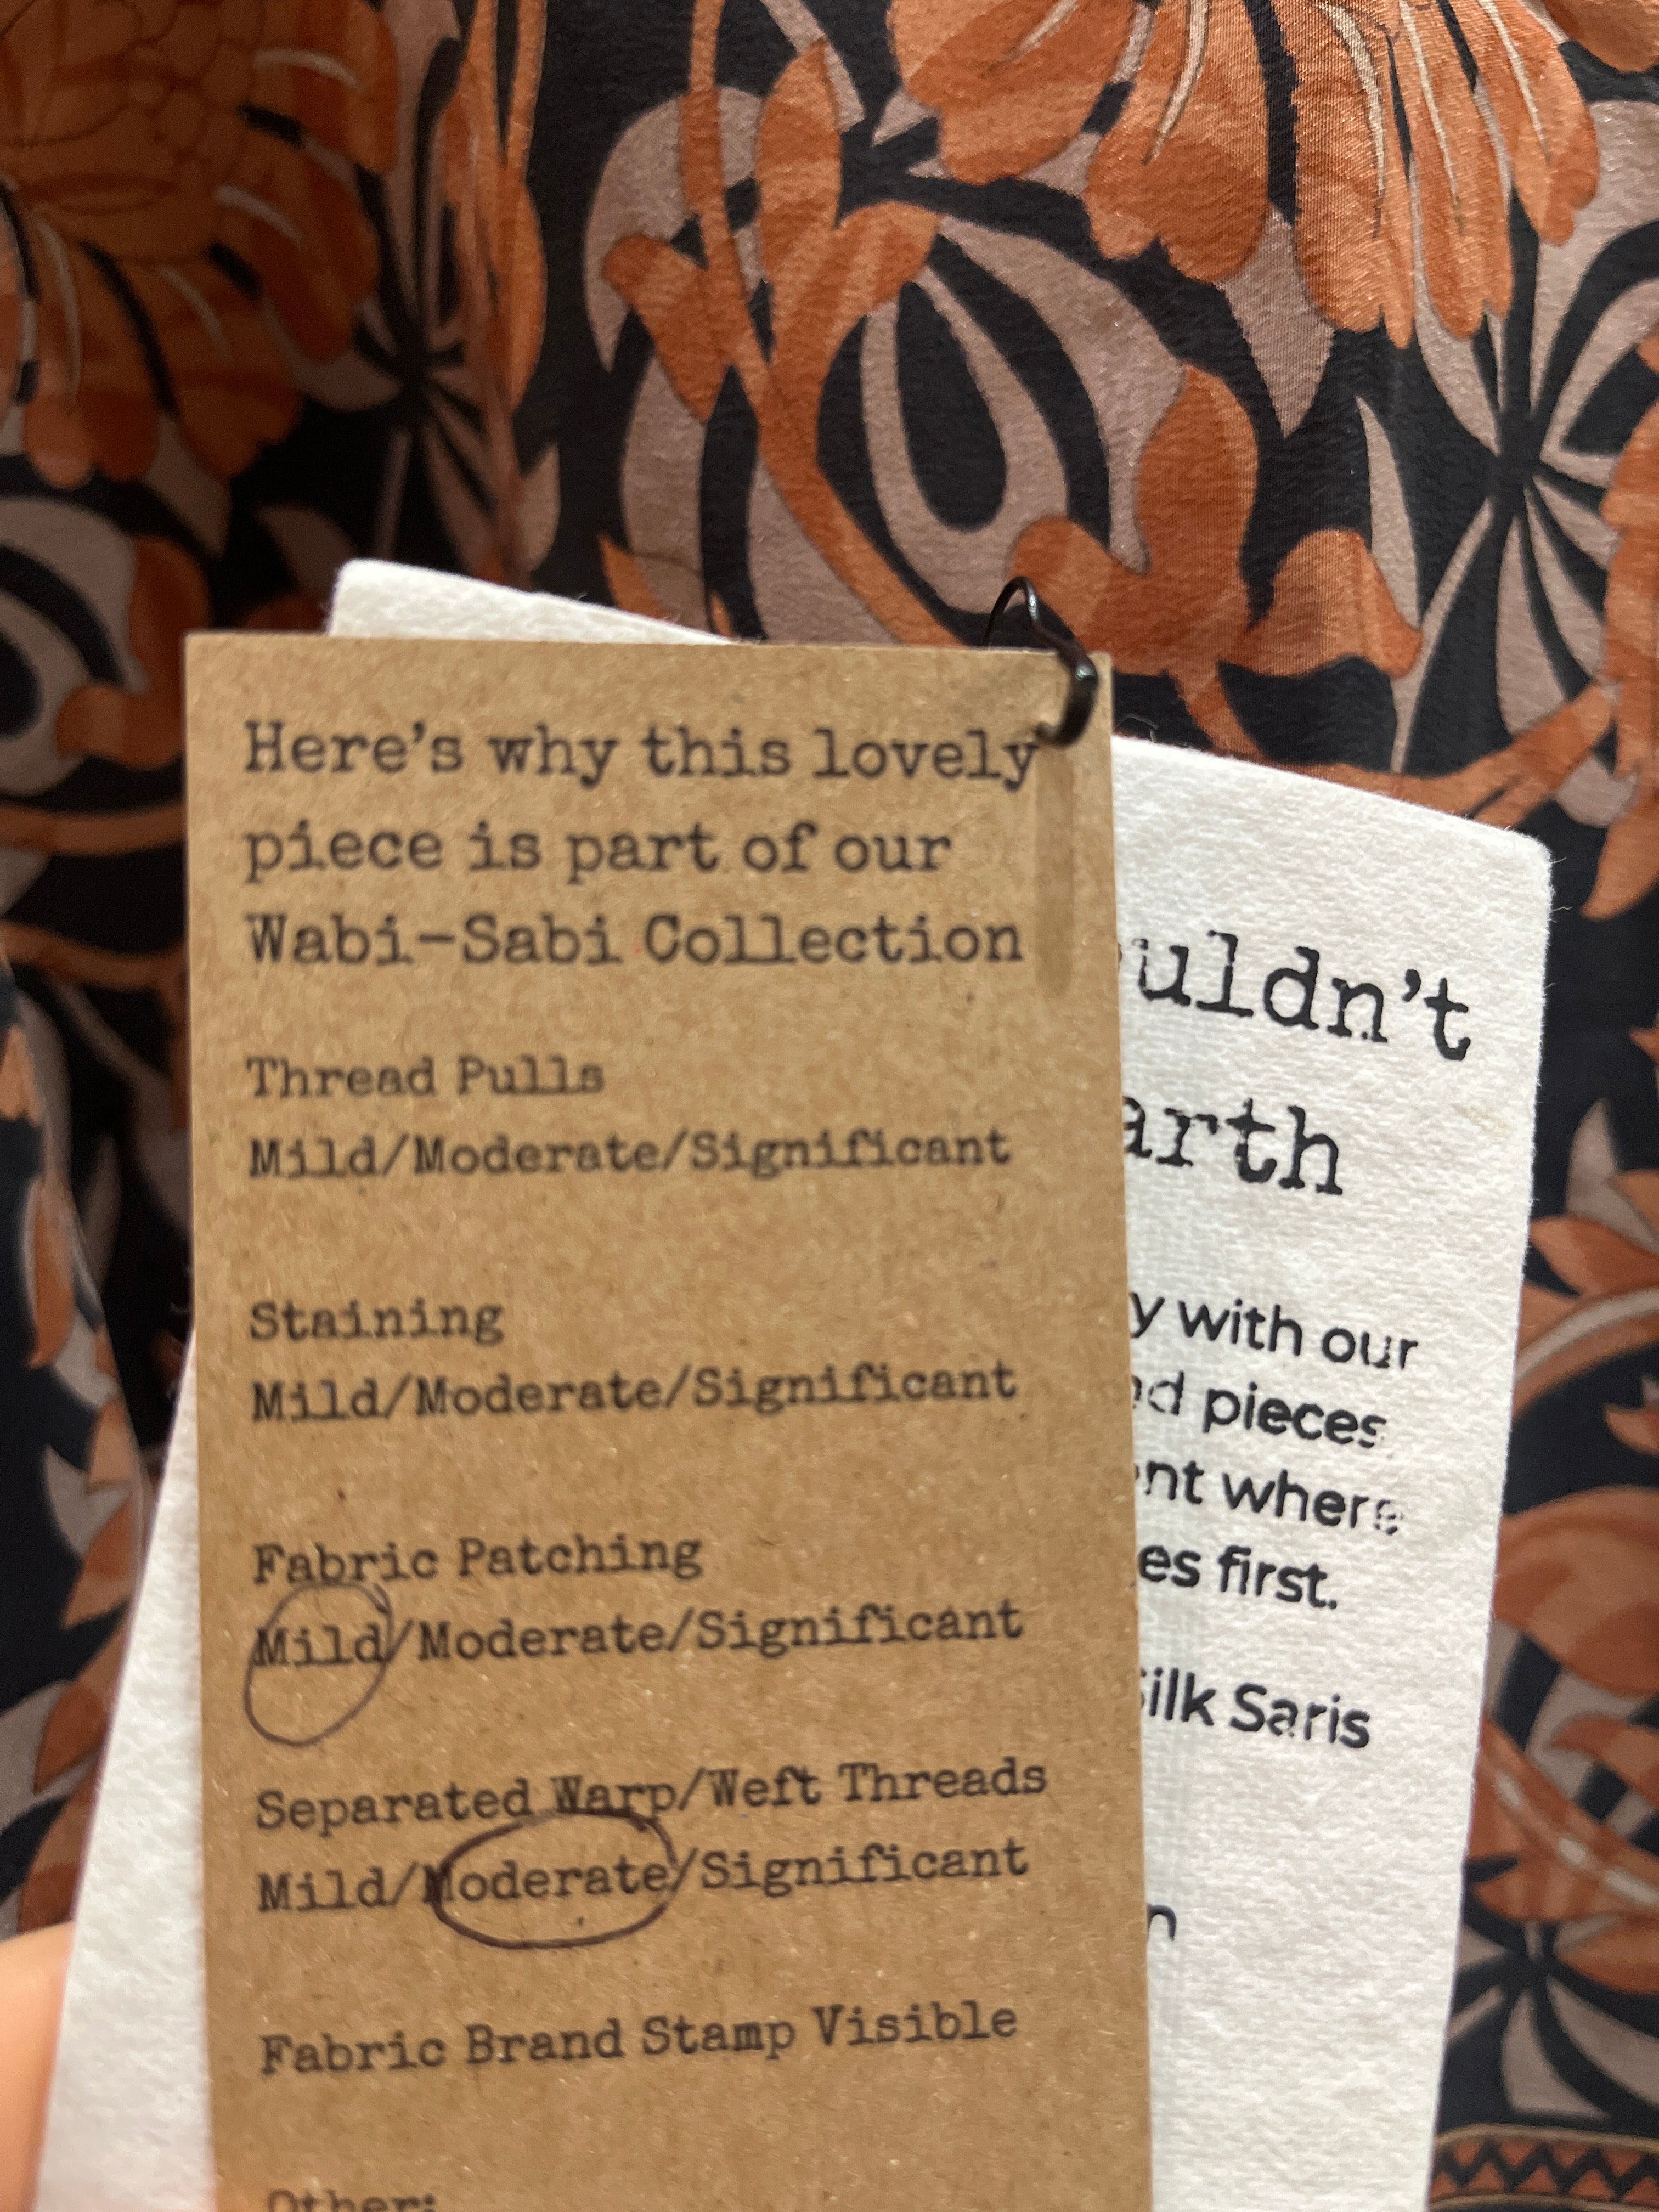 Here's why this lovely
piece is part of our
Wabi-Sabi Collection
Thread Pulls
Mild/Moderate/Significant
Staining
Mild/Moderate/Significant
Fabric Patching
Mild/Moderate/Significant
Separated Warp/Weft Threads
Mild/Moderate/Significant
Fabric Brand Stamp Visible
Other:
uldn't
arth
y with our
d pieces
nt where
es first.
ilk Saris
n